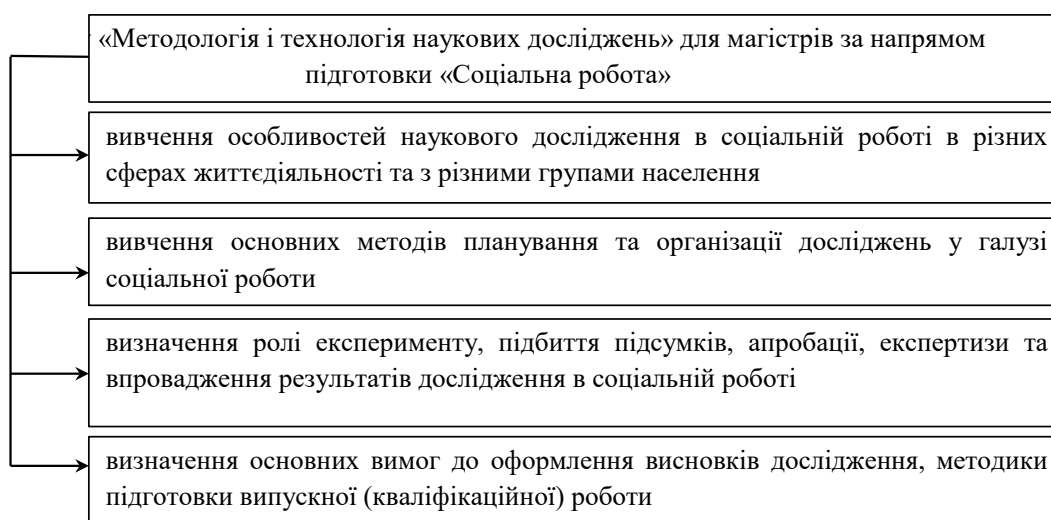 «Методологія і технологія наукових досліджень» для магістрів за напрямом
підготовки «Соціальна робота»
вивчення особливостей наукового дослідження в соціальній роботі в різних
сферах життєдіяльності та з різними групами населення
вивчення основних методів планування та організації досліджень у галузі
соціальної роботи
визначення ролі експерименту, підбиття підсумків, апробації, експертизи та
впровадження результатів дослідження в соціальній роботі
визначення основних вимог до оформлення висновків дослідження, методики
підготовки випускної (кваліфікаційної) роботи